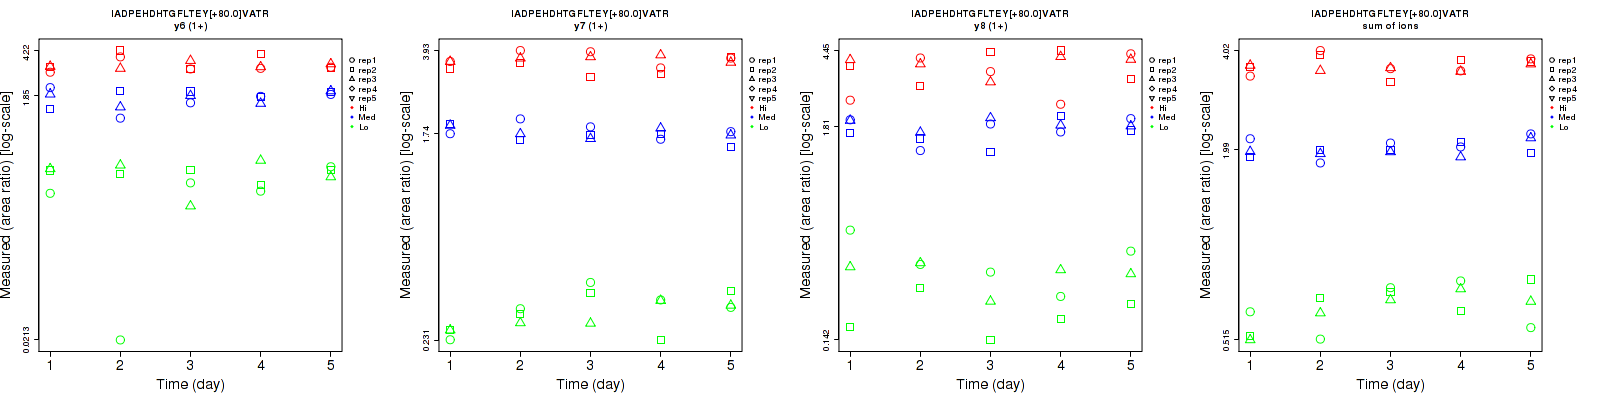 IADPEHDHTGFLTEY[+80.0]VATR
y6 (1+)
Measured (area ratio) [log-scale]
4.22
1.85
0.0213
1 2 3 4 5
Time (day)
rep1
rep2
rep3
rep4
rep5
Hi
Med
Lo
IADPEHDHTGFLTEY[+80.0]VATR
y7 (1+)
Measured (area ratio) [log-scale]
3.93
1.74
0.231
1 2 3 4 5
Time (day)
rep1
rep2
rep3
rep4
rep5
Hi
Med
Lo
IADPEHDHTGFLTEY[+80.0]VATR
y8 (1+)
Measured (area ratio) [log-scale]
4.45
1.81
0.142
1 2 3 4 5
Time (day)
rep1
rep2
rep3
rep4
rep5
Hi
Med
Lo
IADPEHDHTGFLTEY[+80.0]VATR
sum of ions
Measured (area ratio) [log-scale]
4.02
1.99
0.515
1 2 3 4 5
Time (day)
rep1
rep2
rep3
rep4
rep5
Hi
Med
Lo